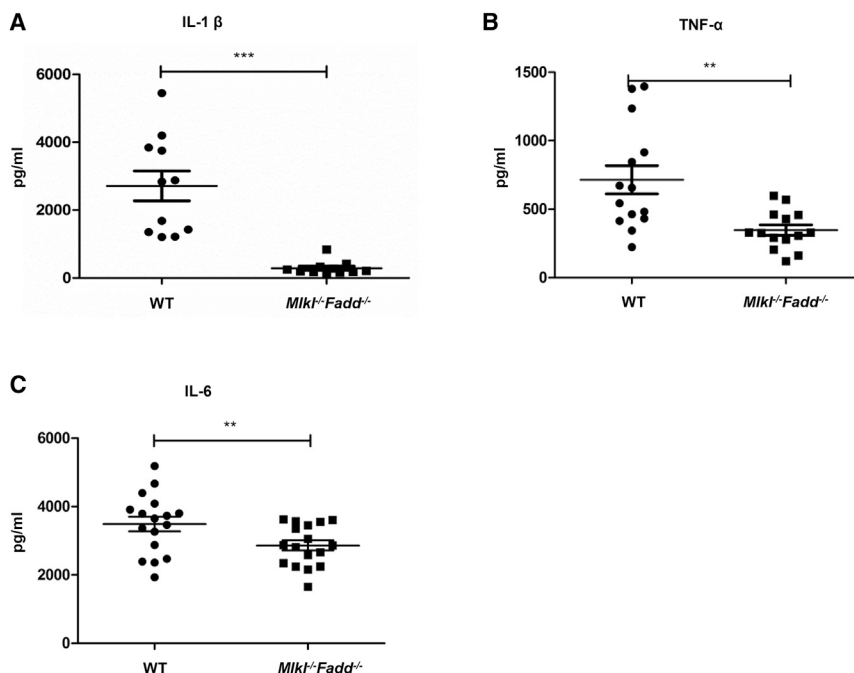 A
IL-1 β
***
6000
4000
2000
0
pg/ml
WT
Mlkl-/-Fadd-/-
B
TNF-α
**
1500
1000
500
0
pg/ml
WT
Mlkl-/-Fadd-/-
C
IL-6
**
6000
4000
2000
0
pg/ml
WT
Mlkl-/-Fadd-/-